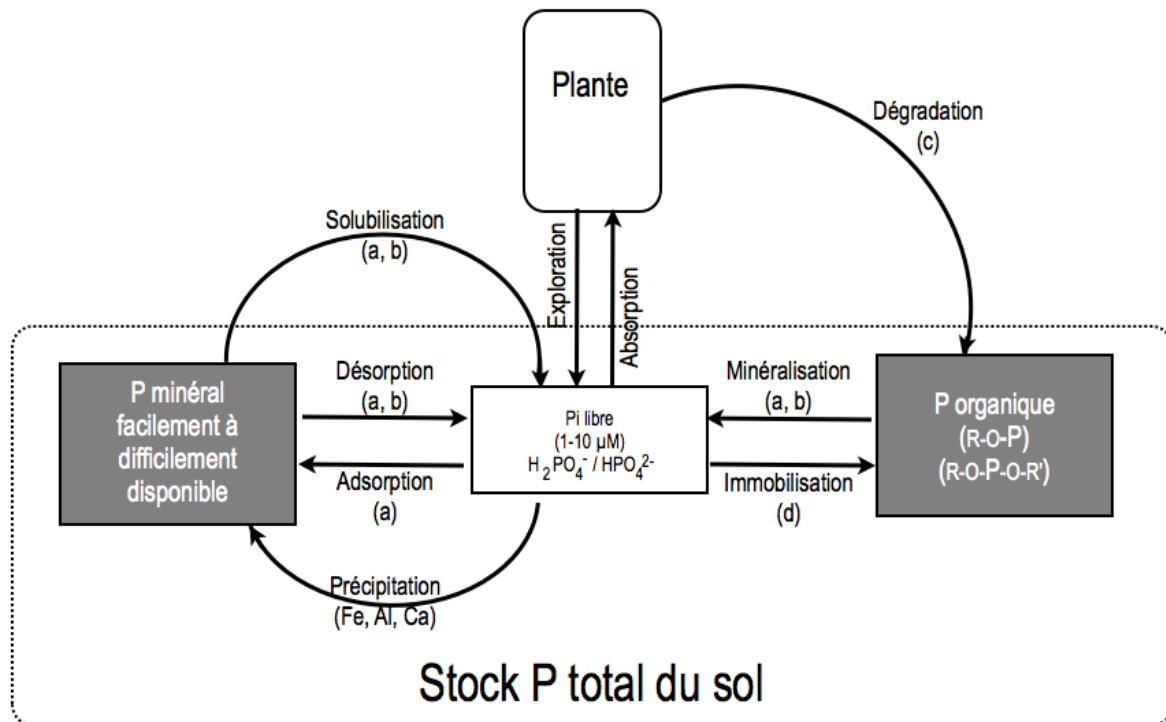 Plante
Dégradation
(c)
Solubilisation
(a, b)
Exploration
Absorption
P minéral
facilement à
difficilement
disponible
Désorption
(a, b)
Adsorption
(a)
Pi libre
(1-10 µM)
H₂PO₄⁻ / HPO₄²⁻
Minéralisation
(a, b)
Immobilisation
(d)
P organique
(R-O-P)
(R-O-P-O-R')
Précipitation
(Fe, Al, Ca)
Stock P total du sol